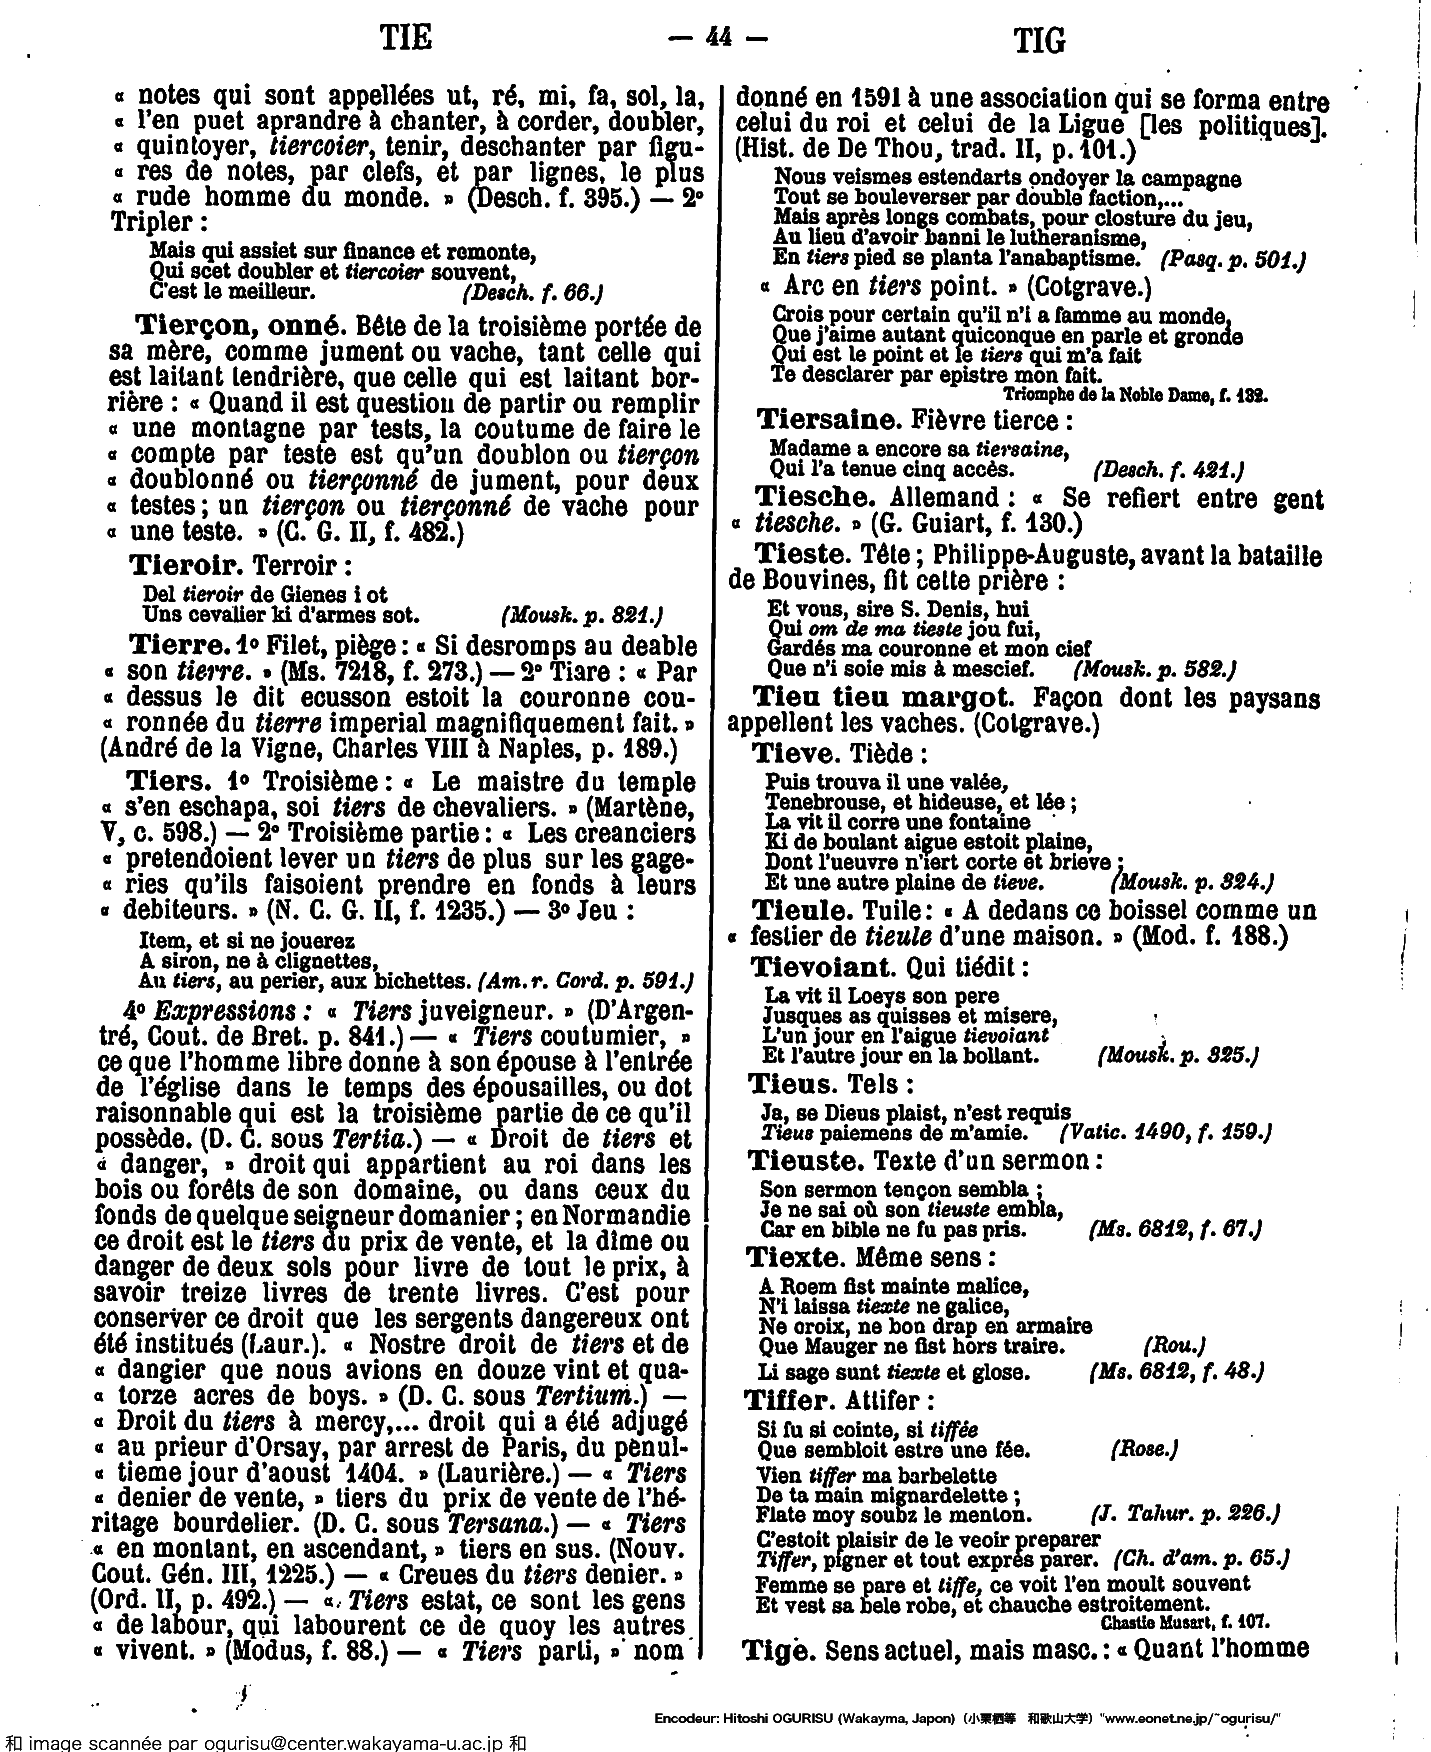 TIE
— 44 —
TIG
« notes qui sont appellées ut, ré, mi, fa, sol, la,
« l'en puet aprandre à chanter, à corder, doubler,
« quintoyer, tiercoier, tenir, deschanter par figu-
« res de notes, par clefs, et par lignes, le plus
« rude homme du monde. » (Desch. f. 395.) — 2°
Tripler :
Mais qui assiet sur finance et remonte,
Qui scet doubler et tiercoier souvent,
C'est le meilleur. (Desch. f. 66.)
Tierçon, onné. Bête de la troisième portée de
sa mère, comme jument ou vache, tant celle qui
est laitant tendrière, que celle qui est laitant bor-
rière : « Quand il est question de partir ou remplir
« une montagne par tests, la coutume de faire le
« compte par teste est qu'un doublon ou tierçon
« doublonné ou tierçonné de jument, pour deux
« testes ; un tierçon ou tierçonné de vache pour
« une teste. » (C. G. II, f. 482.)
Tieroir. Terroir :
Del tieroir de Gienes i ot
Uns cevalier ki d'armes sot. (Mousk. p. 821.)
Tierre. 1° Filet, piège : « Si desromps au deable
« son tierre. » (Ms. 7218, f. 273.) — 2° Tiare : « Par
« dessus le dit ecusson estoit la couronne cou-
« ronnée du tierre imperial magnifiquement fait. »
(André de la Vigne, Charles VIII à Naples, p. 189.)
Tiers. 1° Troisième : « Le maistre du temple
« s'en eschapa, soi tiers de chevaliers. » (Martène,
V, c. 598.) — 2° Troisième partie : « Les creanciers
« pretendoient lever un tiers de plus sur les gage-
« ries qu'ils faisoient prendre en fonds à leurs
« debiteurs. » (N. C. G. II, f. 1235.) — 3° Jeu :
Item, et si ne jouerez
A siron, ne à clignettes,
Au tiers, au perier, aux bichettes. (Am. r. Cord. p. 591.)
4° Expressions : « Tiers juveigneur. » (D'Argen-
tré, Cout. de Bret. p. 841.) — « Tiers coutumier, »
ce que l'homme libre donne à son épouse à l'entrée
de l'église dans le temps des épousailles, ou dot
raisonnable qui est la troisième partie de ce qu'il
possède. (D. C. sous Tertia.) — « Droit de tiers et
« danger, » droit qui appartient au roi dans les
bois ou forêts de son domaine, ou dans ceux du
fonds de quelque seigneur domanier ; en Normandie
ce droit est le tiers du prix de vente, et la dîme ou
danger de deux sols pour livre de tout le prix, à
savoir treize livres de trente livres. C'est pour
conserver ce droit que les sergents dangereux ont
été institués (Laur.). « Nostre droit de tiers et de
« dangier que nous avions en douze vint et qua-
« torze acres de boys. » (D. C. sous Tertium.) —
« Droit du tiers à mercy,... droit qui a été adjugé
« au prieur d'Orsay, par arrest de Paris, du penul-
« tieme jour d'aoust 1404. » (Laurière.) — « Tiers
« denier de vente, » tiers du prix de vente de l'hé-
ritage bourdelier. (D. C. sous Tersana.) — « Tiers
« en montant, en ascendant, » tiers en sus. (Nouv.
Cout. Gén. III, 1225.) — « Creues du tiers denier. »
(Ord. II, p. 492.) — « Tiers estat, ce sont les gens
« de labour, qui labourent ce de quoy les autres
« vivent. » (Modus, f. 88.) — « Tiers parti, » nom
donné en 1591 à une association qui se forma entre
celui du roi et celui de la Ligue [les politiques].
(Hist. de De Thou, trad. II, p. 101.)
Nous veismes estendarts ondoyer la campagne
Tout se bouleverser par double faction,...
Mais après longs combats, pour closture du jeu,
Au lieu d'avoir banni le lutheranisme,
En tiers pied se planta l'anabaptisme. (Pasq. p. 501.)
« Arc en tiers point. » (Cotgrave.)
Crois pour certain qu'il n'i a famme au monde,
Que j'aime autant quiconque en parle et gronde
Qui est le point et le tiers qui m'a fait
Te desclarer par epistre mon fait.
Triomphe de la Noble Dame, f. 132.
Tiersaine. Fièvre tierce :
Madame a encore sa tiersaine,
Qui l'a tenue cinq accès. (Desch. f. 421.)
Tiesche. Allemand : « Se refiert entre gent
« tiesche. » (G. Guiart, f. 130.)
Tieste. Tête ; Philippe-Auguste, avant la bataille
de Bouvines, fit cette prière :
Et vous, sire S. Denis, hui
Qui om de ma tieste jou fui,
Gardés ma couronne et mon cief
Que n'i soie mis à mescief. (Mousk. p. 582.)
Tieu tieu margot. Façon dont les paysans
appellent les vaches. (Cotgrave.)
Tieve. Tiède :
Puis trouva il une valée,
Tenebrouse, et hideuse, et lée ;
La vit il corre une fontaine
Ki de boulant aigue estoit plaine,
Dont l'ueuvre n'iert corte et brieve ;
Et une autre plaine de tieve. (Mousk. p. 324.)
Tieule. Tuile : « A dedans ce boissel comme un
« festier de tieule d'une maison. » (Mod. f. 188.)
Tievoiant. Qui tiédit :
La vit il Loeys son pere
Jusques as quisses et misere,
L'un jour en l'aigue tievoiant
Et l'autre jour en la bollant. (Mousk. p. 325.)
Tieus. Tels :
Ja, se Dieus plaist, n'est requis
Tieus paiemens de m'amie. (Vatic. 1490, f. 159.)
Tieuste. Texte d'un sermon :
Son sermon tençon sembla ;
Je ne sai où son tieuste embla,
Car en bible ne fu pas pris. (Ms. 6812, f. 67.)
Tiexte. Même sens :
A Roem fist mainte malice,
N'i laissa tiexte ne galice,
Ne croix, ne bon drap en armaire
Que Mauger ne fist hors traire. (Rou.)
Li sage sunt tiexte et glose. (Ms. 6812, f. 48.)
Tiffer. Attifer :
Si fu si cointe, si tiffée
Que sembloit estre une fée. (Rose.)
Vien tiffer ma barbelette
De ta main mignardelette ;
Flate moy soubz le menton. (J. Tahur. p. 226.)
C'estoit plaisir de le veoir preparer
Tiffer, pigner et tout exprès parer. (Ch. d'am. p. 65.)
Femme se pare et tiffe, ce voit l'en moult souvent
Et vest sa bele robe, et chauche estroitement.
Chastie Musart, f. 107.
Tige. Sens actuel, mais masc. : « Quant l'homme
Encodeur: Hitoshi OGURISU (Wakayma, Japon) (小栗栖等 和歌山大学) "www.eonet.ne.jp/~ogurisu/"
和 image scannée par ogurisu@center.wakayama-u.ac.jp 和